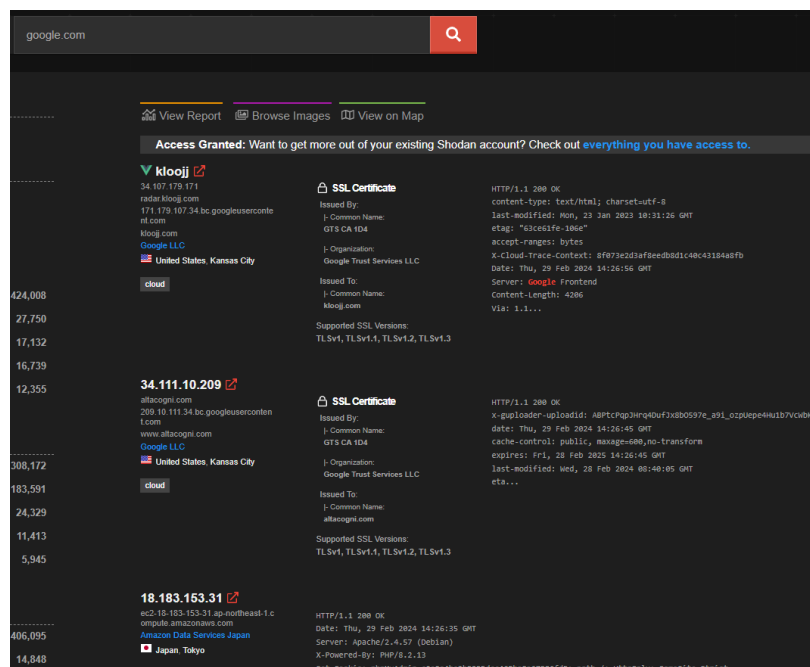 google.com
View Report
Browse Images
View on Map
Access Granted: Want to get more out of your existing Shodan account? Check out everything you have access to.
kloojj
34.107.179.171
radar.kloojj.com
171.179.107.34.bc.googleuserconte
nt.com
kloojj.com
Google LLC
United States, Kansas City
cloud
SSL Certificate
Issued By:
|- Common Name:
GTS CA 1D4
|- Organization:
Google Trust Services LLC
Issued To:
|- Common Name:
kloojj.com
Supported SSL Versions:
TLSv1, TLSv1.1, TLSv1.2, TLSv1.3
HTTP/1.1 200 OK
content-type: text/html; charset=utf-8
last-modified: Mon, 23 Jan 2023 10:31:26 GMT
etag: "63ce61fe-106e"
accept-ranges: bytes
X-Cloud-Trace-Context: 8f073e2d3af8eedb8d1c40c43184a8fb
Date: Thu, 29 Feb 2024 14:26:56 GMT
Server: Google Frontend
Content-Length: 4206
Via: 1.1...
424,008
27,750
17,132
16,739
12,355
34.111.10.209
altacogni.com
209.10.111.34.bc.googleuserconten
t.com
www.altacogni.com
Google LLC
United States, Kansas City
cloud
SSL Certificate
Issued By:
|- Common Name:
GTS CA 1D4
|- Organization:
Google Trust Services LLC
Issued To:
|- Common Name:
altacogni.com
Supported SSL Versions:
TLSv1, TLSv1.1, TLSv1.2, TLSv1.3
HTTP/1.1 200 OK
x-guploader-uploadid:
date: Thu, 29 Feb 2024 14:26:45 GMT
cache-control: public, maxage=600,no-transform
expires: Fri, 28 Feb 2025 14:26:45 GMT
last-modified: Wed, 28 Feb 2024 08:40:05 GMT
eta...
308,172
183,591
24,329
11,413
5,945
18.183.153.31
ec2-18-183-153-31.ap-northeast-1.c
ompute.amazonaws.com
Amazon Data Services Japan
Japan, Tokyo
HTTP/1.1 200 OK
Date: Thu, 29 Feb 2024 14:26:35 GMT
Server: Apache/2.4.57 (Debian)
X-Powered-By: PHP/8.2.13
406,095
14,848